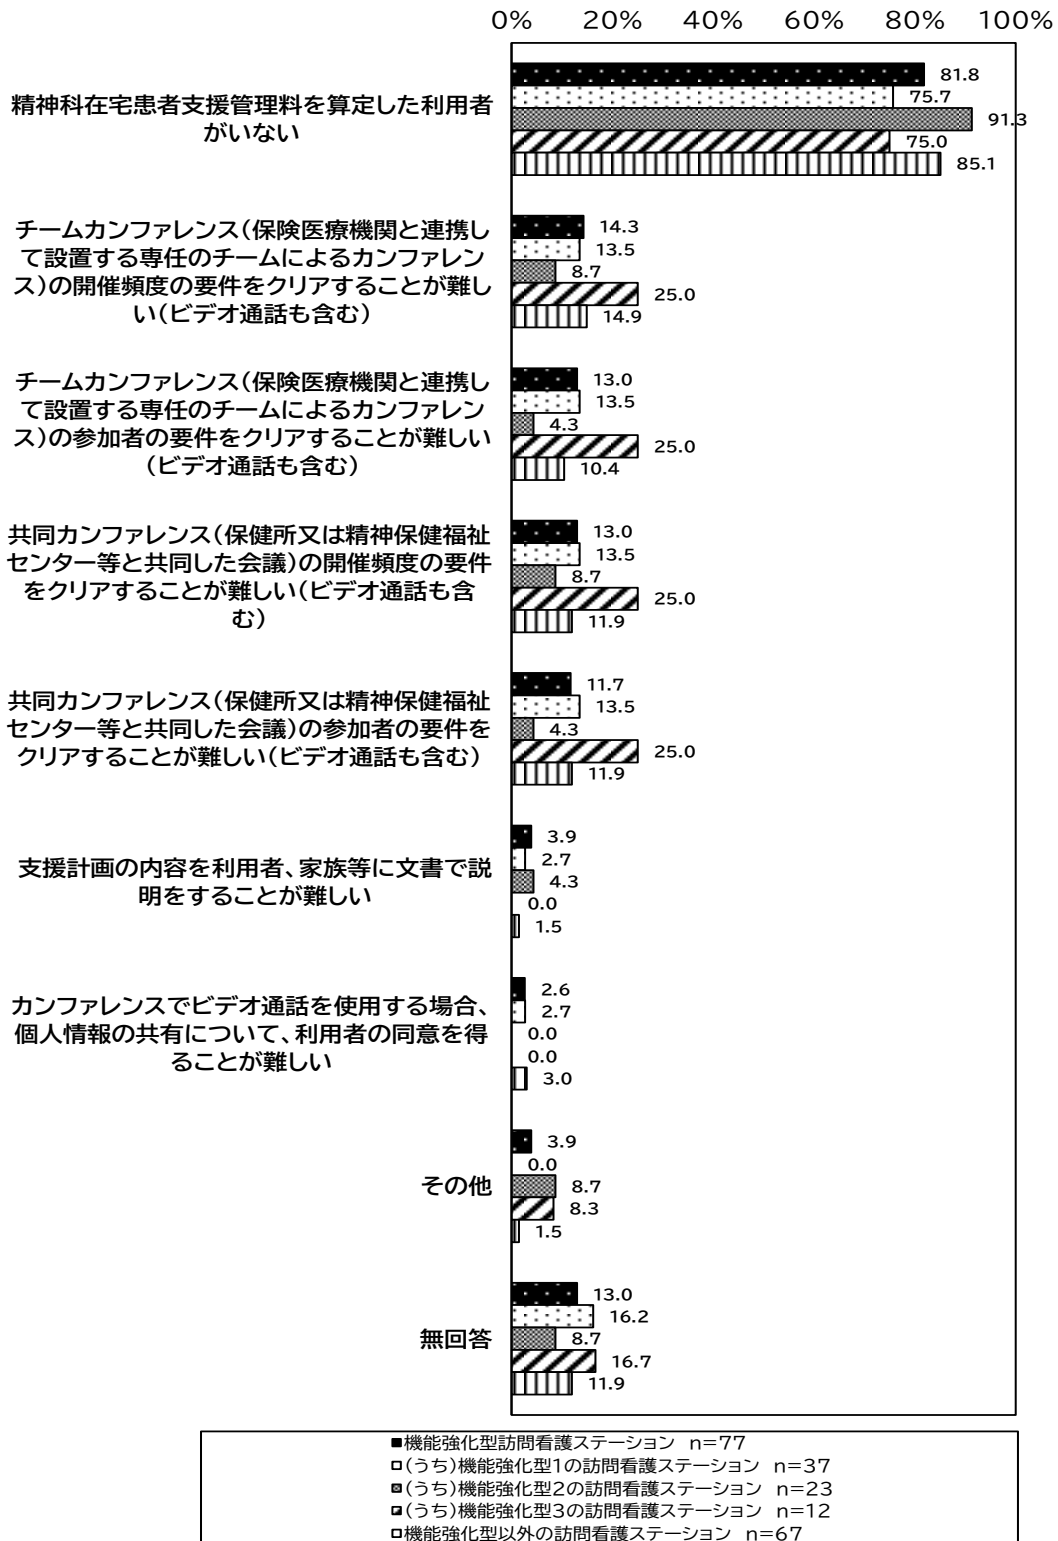 0% 20% 40% 60% 80% 100%
精神科在宅患者支援管理料を算定した利用者
がいない
81.8
75.7
91.3
75.0
85.1
チームカンファレンス(保険医療機関と連携し
て設置する専任のチームによるカンファレン
ス)の開催頻度の要件をクリアすることが難し
い(ビデオ通話も含む)
14.3
13.5
8.7
25.0
14.9
チームカンファレンス(保険医療機関と連携し
て設置する専任のチームによるカンファレン
ス)の参加者の要件をクリアすることが難しい
(ビデオ通話も含む)
13.0
13.5
4.3
25.0
10.4
共同カンファレンス(保健所又は精神保健福祉
センター等と共同した会議)の開催頻度の要件
をクリアすることが難しい(ビデオ通話も含
む)
13.0
13.5
8.7
25.0
11.9
共同カンファレンス(保健所又は精神保健福祉
センター等と共同した会議)の参加者の要件を
クリアすることが難しい(ビデオ通話も含む)
11.7
13.5
4.3
25.0
11.9
支援計画の内容を利用者、家族等に文書で説
明をすることが難しい
3.9
2.7
4.3
0.0
1.5
カンファレンスでビデオ通話を使用する場合、
個人情報の共有について、利用者の同意を得
ることが難しい
2.6
2.7
0.0
0.0
3.0
その他
3.9
0.0
8.7
8.3
1.5
無回答
13.0
16.2
8.7
16.7
11.9
機能強化型訪問看護ステーション n=77
(うち)機能強化型1の訪問看護ステーション n=37
(うち)機能強化型2の訪問看護ステーション n=23
(うち)機能強化型3の訪問看護ステーション n=12
機能強化型以外の訪問看護ステーション n=67